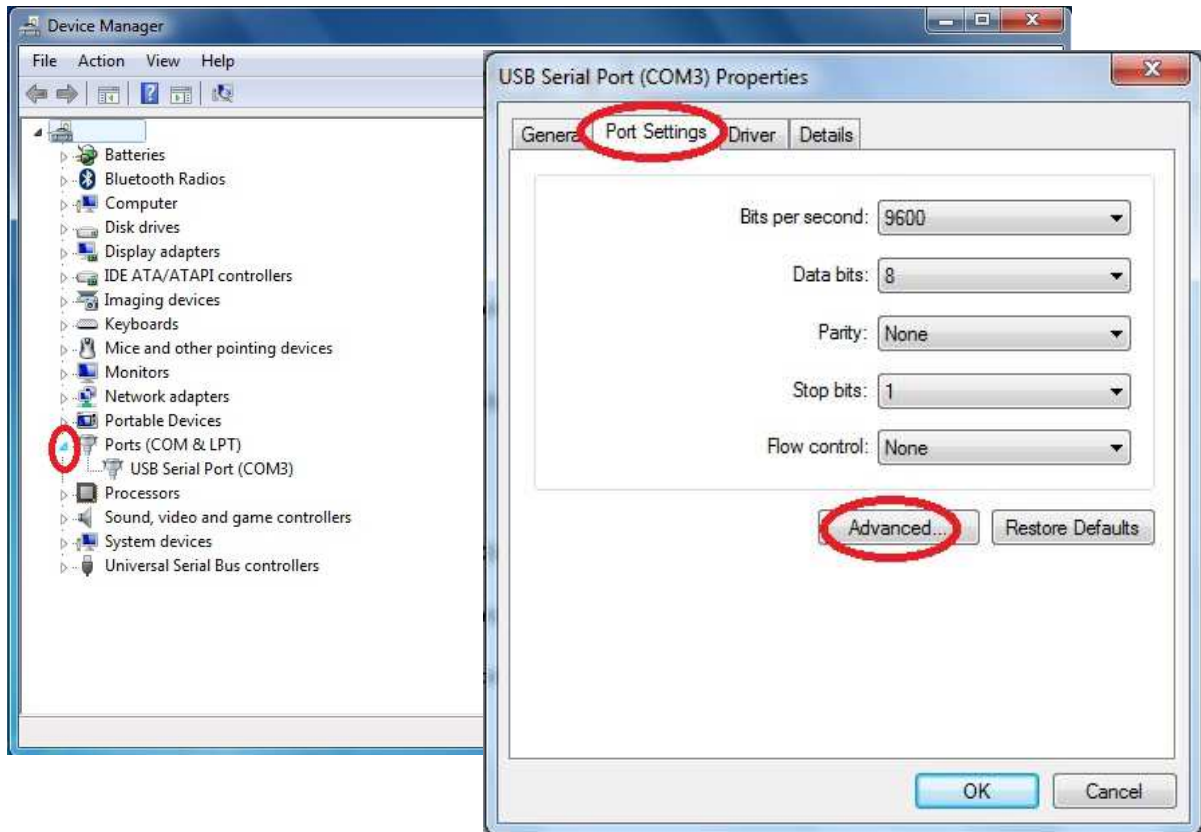 Device Manager
File Action View Help
Batteries
Bluetooth Radios
Computer
Disk drives
Display adapters
IDE ATA/ATAPI controllers
Imaging devices
Keyboards
Mice and other pointing devices
Monitors
Network adapters
Portable Devices
Ports (COM & LPT)
USB Serial Port (COM3)
Processors
Sound, video and game controllers
System devices
Universal Serial Bus controllers
USB Serial Port (COM3) Properties
General Port Settings Driver Details
Bits per second: 9600
Data bits: 8
Parity: None
Stop bits: 1
Flow control: None
Advanced... Restore Defaults
OK Cancel